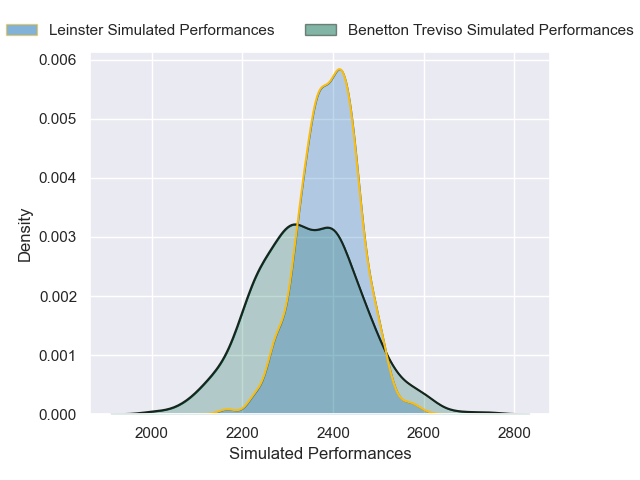 Leinster Simulated Performances
Benetton Treviso Simulated Performances
0.006
0.005
0.004
0.003
0.002
0.001
0.000
Density
2000 2200 2400 2600 2800
Simulated Performances